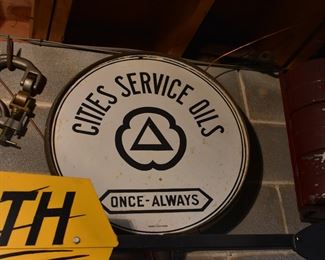 CITIES SERVICE OILS
ONCE-ALWAYS
TH